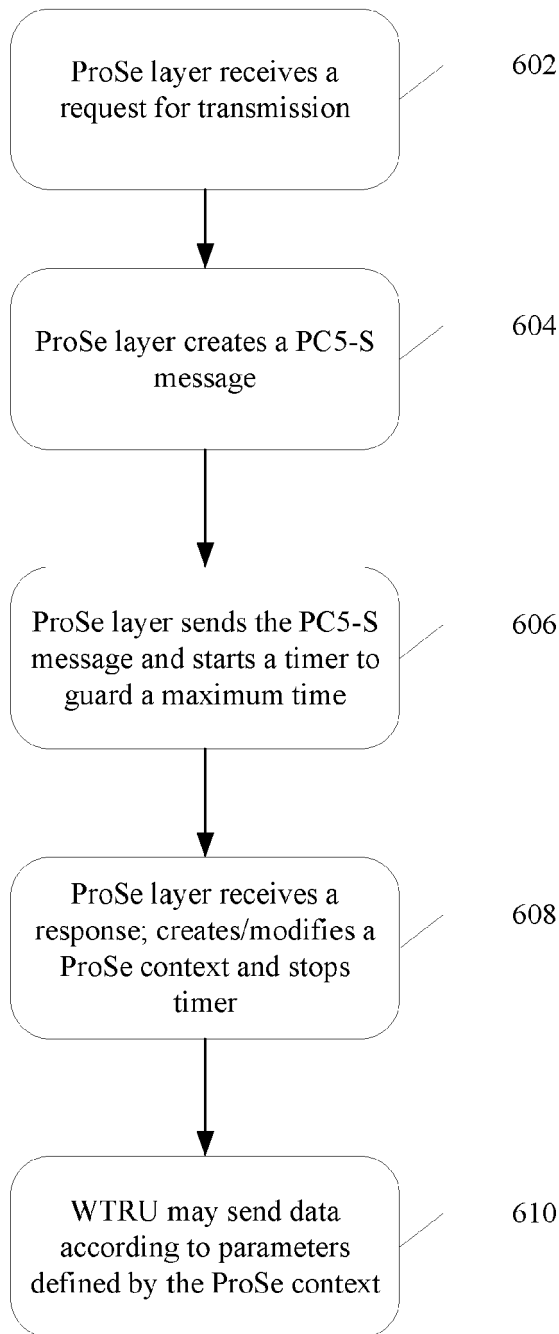 ProSe layer receives a
request for transmission
602
ProSe layer creates a PC5-S
message
604
ProSe layer sends the PC5-S
message and starts a timer to
guard a maximum time
606
ProSe layer receives a
response; creates/modifies a
ProSe context and stops
timer
608
WTRU may send data
according to parameters
defined by the ProSe context
610